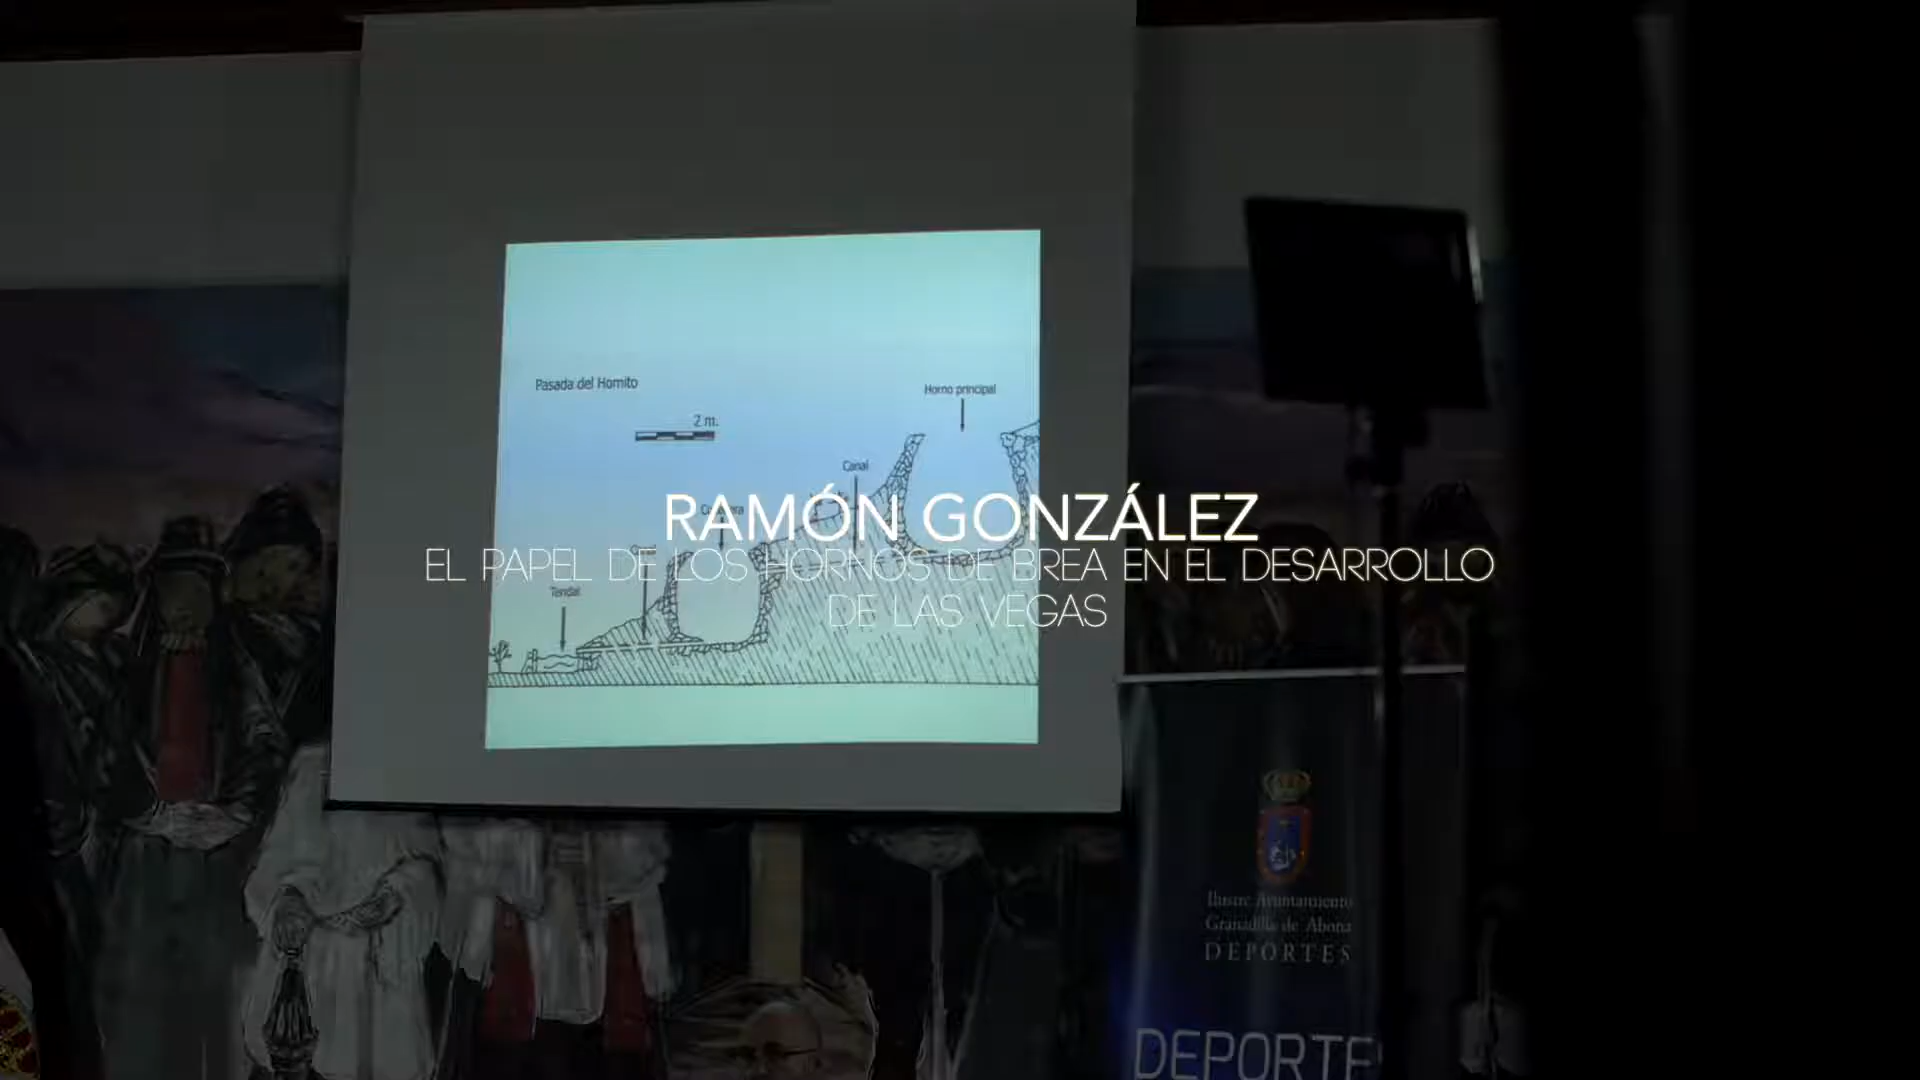 Pasada del Hornito
Horno principal
2 m.
Canal
RAMÓN GONZÁLEZ
EL PAPEL DE LOS HORNOS DE BREA EN EL DESARROLLO
DE LAS VEGAS
Tendal
Ilustre Ayuntamiento
Granadilla de Abona
DEPORTES
DEPORTE